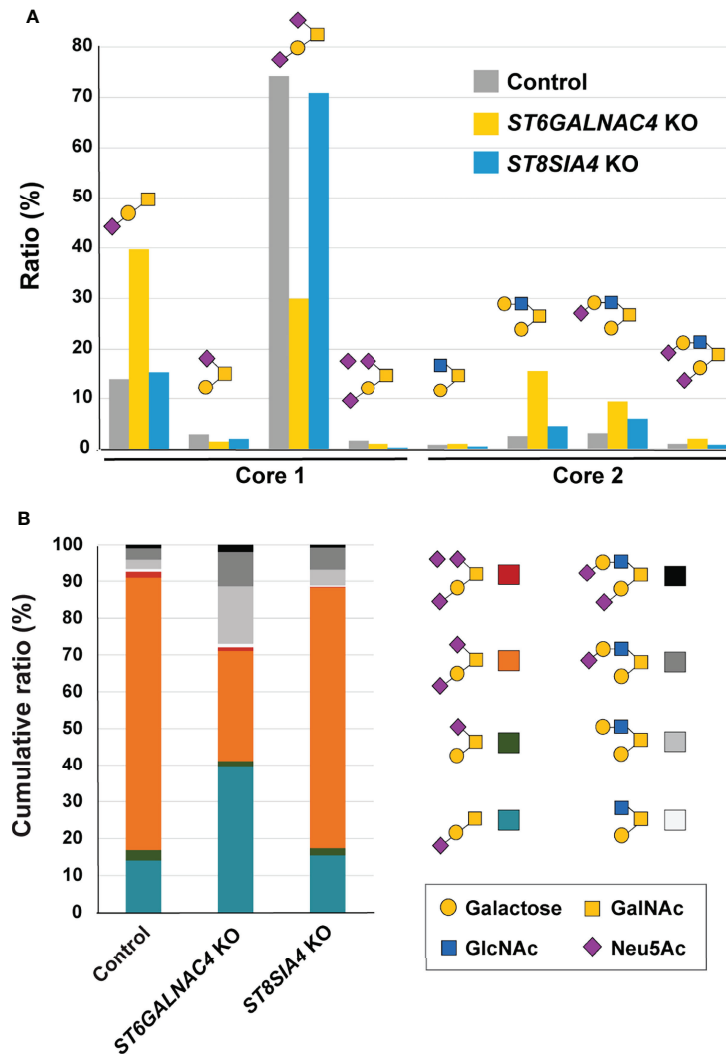 A
Ratio (%)
80
70
60
50
40
30
20
10
0
Control
ST6GALNAC4 KO
ST8SIA4 KO
Core 1
Core 2
B
Cumulative ratio (%)
100
90
80
70
60
50
40
30
20
10
0
Control
ST6GALNAC4 KO
ST8SIA4 KO
Galactose
GalNAc
GlcNAc
Neu5Ac